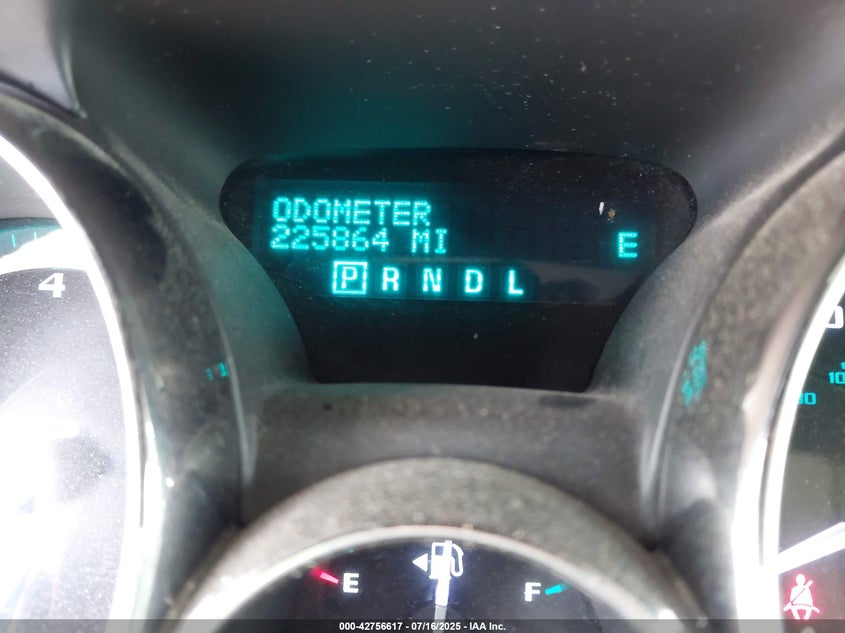 ODOMETER
225864 MI
E
P R N D L
4
E
F
000-42756617 - 07/16/2025 - IAA Inc.